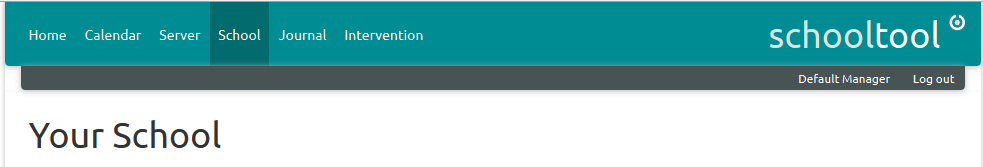 Home Calendar Server School Journal Intervention schooltool
Default Manager Log out
Your School